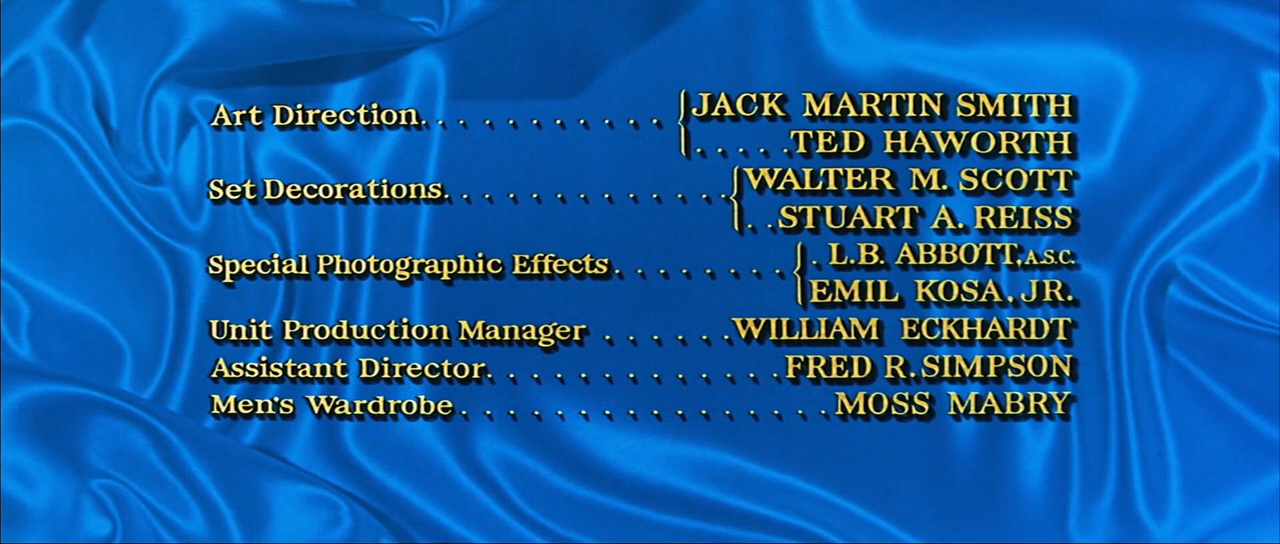 Art Direction. . . . . . . . . . . . JACK MARTIN SMITH
. . . . . TED HAWORTH
Set Decorations. . . . . . . . . . . . . WALTER M. SCOTT
. . STUART A. REISS
Special Photographic Effects. . . . . . . . . L.B. ABBOTT, A.S.C.
EMIL KOSA, JR.
Unit Production Manager . . . . . . WILLIAM ECKHARDT
Assistant Director. . . . . . . . . . . . . . FRED R. SIMPSON
Men's Wardrobe. . . . . . . . . . . . . . . . . MOSS MABRY